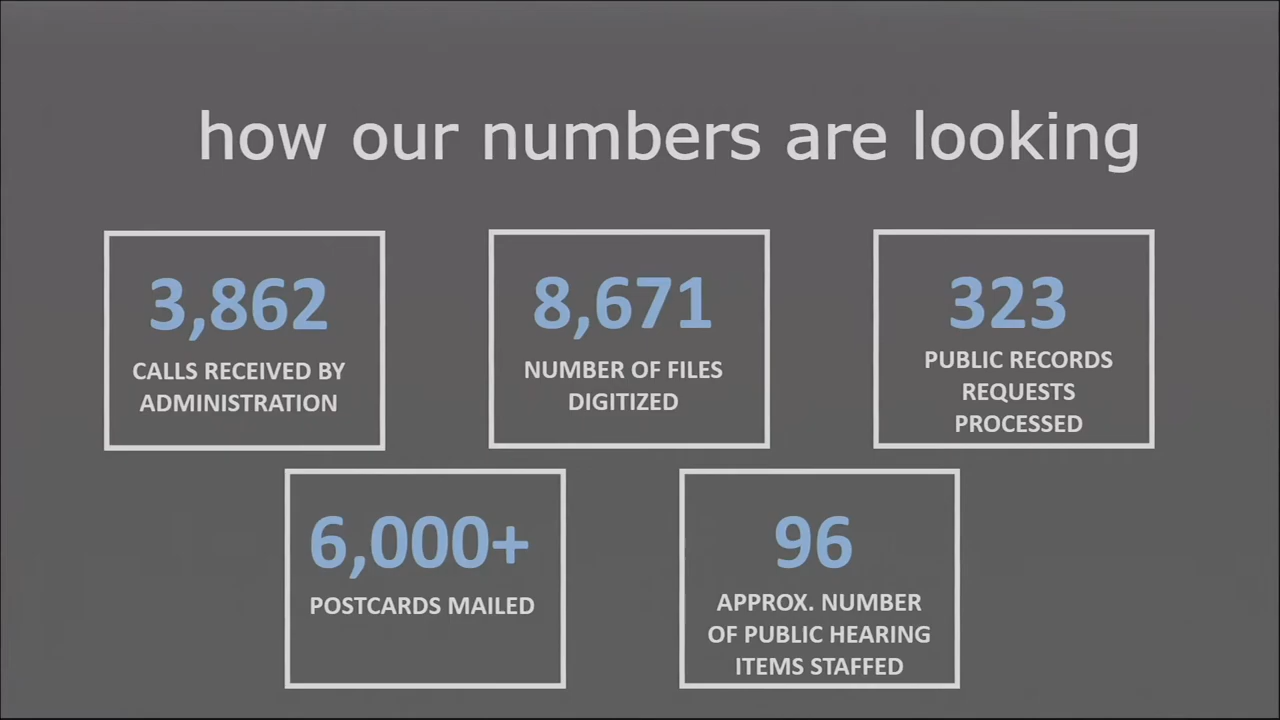 how our numbers are looking
3,862
CALLS RECEIVED BY
ADMINISTRATION
8,671
NUMBER OF FILES
DIGITIZED
323
PUBLIC RECORDS
REQUESTS
PROCESSED
6,000+
POSTCARDS MAILED
96
APPROX. NUMBER
OF PUBLIC HEARING
ITEMS STAFFED